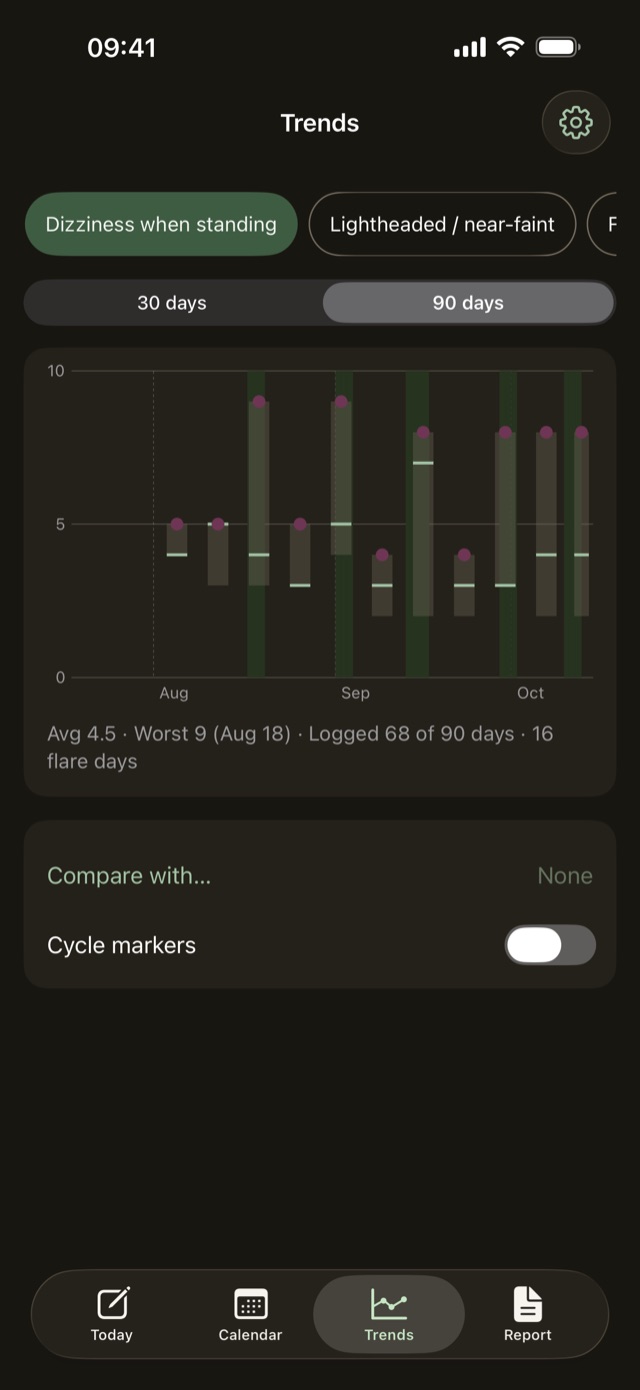 09:41
Trends
Dizziness when standing
Lightheaded / near-faint
30 days
90 days
10
5
0
Aug
Sep
Oct
Avg 4.5 · Worst 9 (Aug 18) · Logged 68 of 90 days · 16
flare days
Compare with...
None
Cycle markers
Today
Calendar
Trends
Report